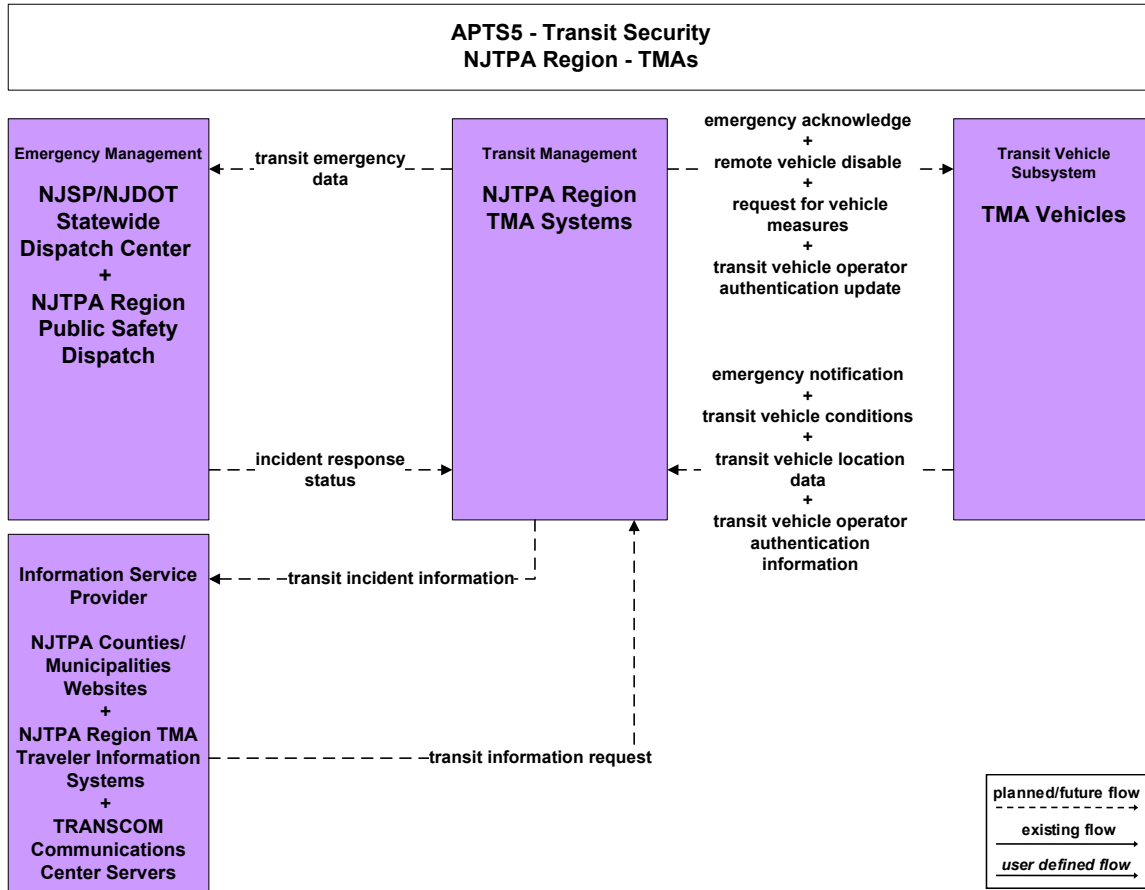 APTS5 - Transit Security
NJTPA Region - TMAs
Emergency Management
NJSP/NJDOT
Statewide
Dispatch Center
+
NJTPA Region
Public Safety
Dispatch
transit emergency
data
incident response
status
Transit Management
NJTPA Region
TMA Systems
emergency acknowledge
+
remote vehicle disable
+
request for vehicle
measures
+
transit vehicle operator
authentication update
emergency notification
+
transit vehicle conditions
+
transit vehicle location
data
+
transit vehicle operator
authentication
information
Transit Vehicle
Subsystem
TMA Vehicles
Information Service
Provider
NJTPA Counties/
Municipalities
Websites
+
NJTPA Region TMA
Traveler Information
Systems
+
TRANSCOM
Communications
Center Servers
transit incident information
transit information request
planned/future flow
existing flow
user defined flow